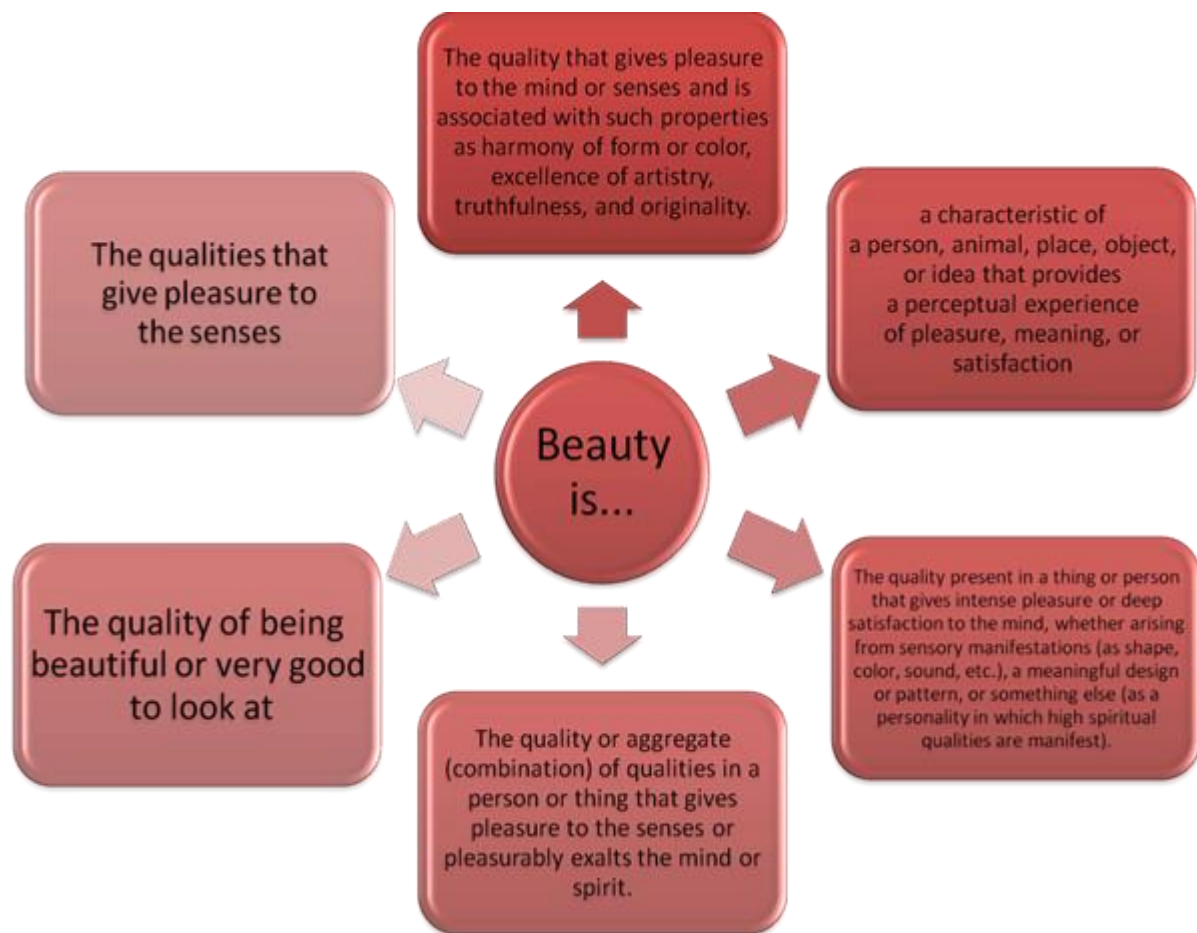 Beauty
is...
The quality that gives pleasure
to the mind or senses and is
associated with such properties
as harmony of form or color,
excellence of artistry,
truthfulness, and originality.
a characteristic of
a person, animal, place, object,
or idea that provides
a perceptual experience
of pleasure, meaning, or
satisfaction
The quality present in a thing or person
that gives intense pleasure or deep
satisfaction to the mind, whether arising
from sensory manifestations (as shape,
color, sound, etc.), a meaningful design
or pattern, or something else (as a
personality in which high spiritual
qualities are manifest).
The quality or aggregate
(combination) of qualities in a
person or thing that gives
pleasure to the senses or
pleasurably exalts the mind or
spirit.
The quality of being
beautiful or very good
to look at
The qualities that
give pleasure to
the senses